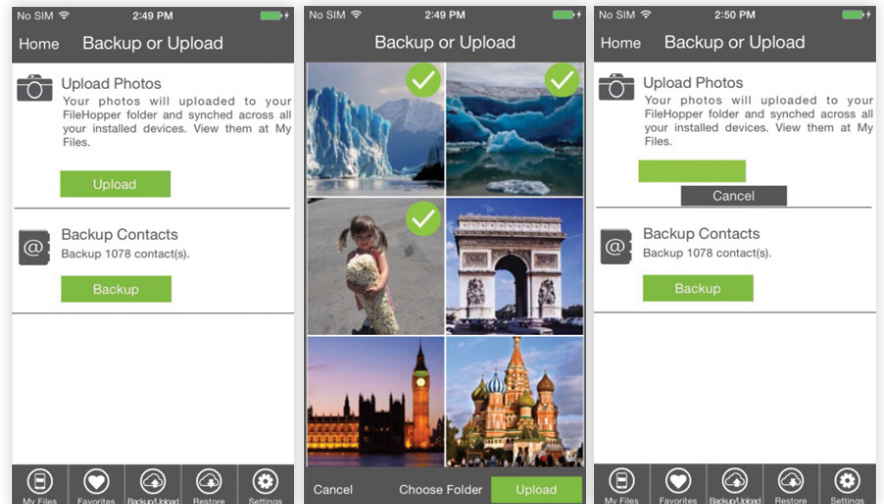 No SIM 2:49 PM
Home Backup or Upload
Upload Photos
Your photos will uploaded to your
FileHopper folder and synched across all
your installed devices. View them at My
Files.
Upload
Backup Contacts
Backup 1078 contact(s).
Backup
My Files Favorites Backup/Upload Restore Settings
No SIM 2:49 PM
Backup or Upload
Cancel Choose Folder Upload
No SIM 2:50 PM
Home Backup or Upload
Upload Photos
Your photos will uploaded to your
FileHopper folder and synched across all
your installed devices. View them at My
Files.
Cancel
Backup Contacts
Backup 1078 contact(s).
Backup
My Files Favorites Backup/Upload Restore Settings